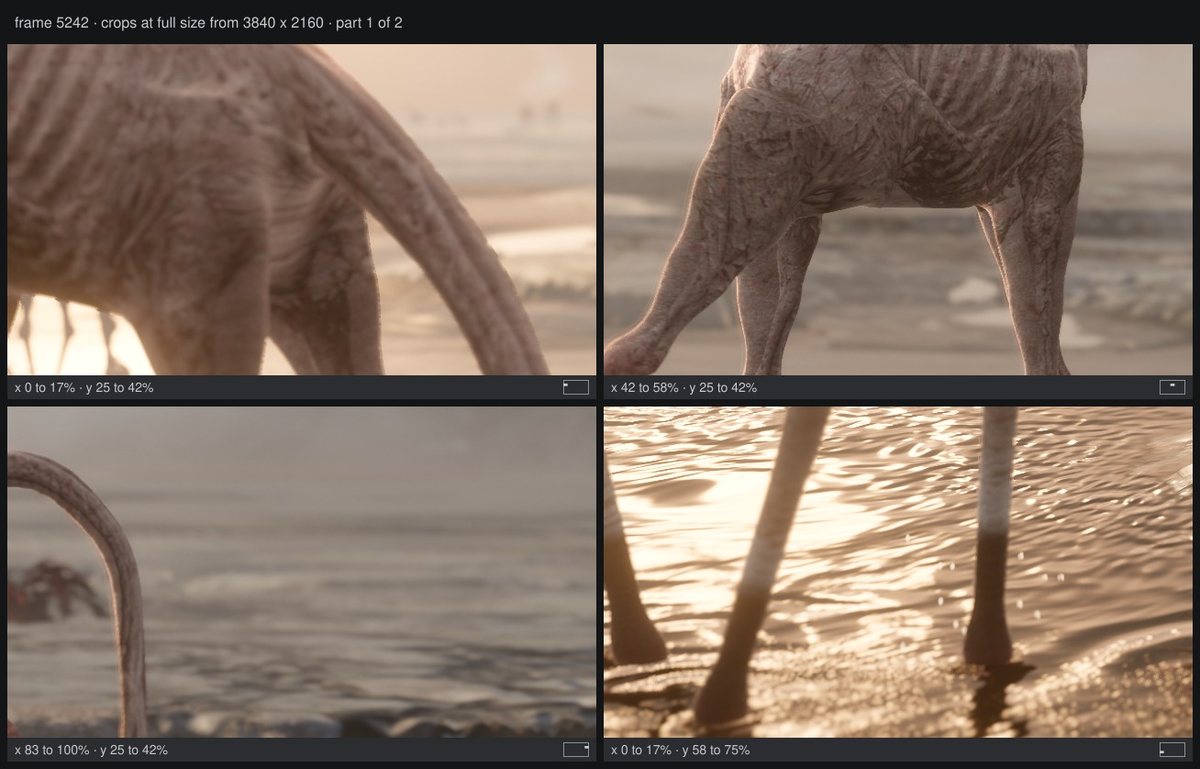 frame 5242 · crops at full size from 3840 x 2160 · part 1 of 2
x 0 to 17% · y 25 to 42%
x 42 to 58% · y 25 to 42%
x 83 to 100% · y 25 to 42%
x 0 to 17% · y 58 to 75%